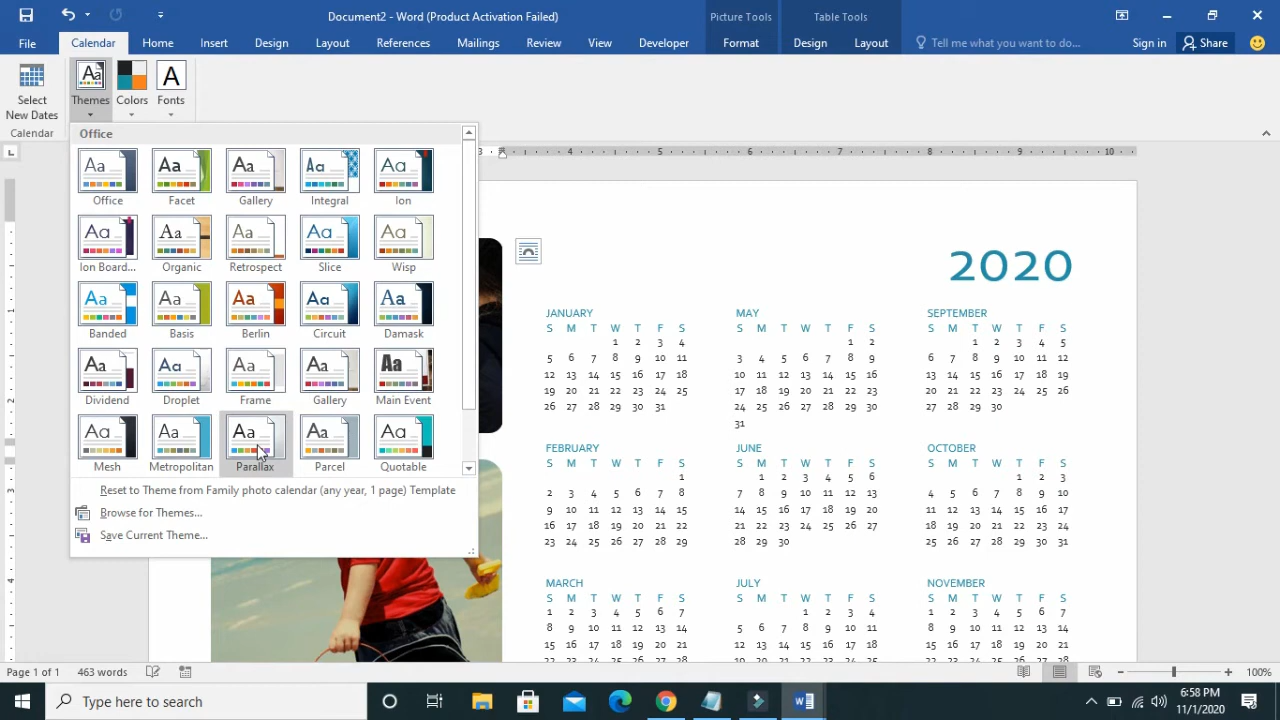 Document2 - Word (Product Activation Failed)
Picture Tools
Table Tools
File
Calendar
Home
Insert
Design
Layout
References
Mailings
Review
View
Developer
Format
Design
Layout
Tell me what you want to do...
Sign in
Share
Select New Dates
Themes
Colors
Fonts
Calendar
Office
Office Facet Gallery Integral Ion
Ion Board... Organic Retrospect Slice Wisp
Banded Basis Berlin Circuit Damask
Dividend Droplet Frame Gallery Main Event
Mesh Metropolitan Parallax Parcel Quotable
Reset to Theme from Family photo calendar (any year, 1 page) Template
Browse for Themes...
Save Current Theme...
3 4 5 6 7 8 9 10
2020
JANUARY
S M T W T F S
1 2 3 4
5 6 7 8 9 10 11
12 13 14 15 16 17 18
19 20 21 22 23 24 25
26 27 28 29 30 31
MAY
S M T W T F S
1 2
3 4 5 6 7 8 9
10 11 12 13 14 15 16
17 18 19 20 21 22 23
24 25 26 27 28 29 30
31
SEPTEMBER
S M T W T F S
1 2 3 4 5
6 7 8 9 10 11 12
13 14 15 16 17 18 19
20 21 22 23 24 25 26
27 28 29 30
FEBRUARY
S M T W T F S
1
2 3 4 5 6 7 8
9 10 11 12 13 14 15
16 17 18 19 20 21 22
23 24 25 26 27 28 29
JUNE
S M T W T F S
1 2 3 4 5 6
7 8 9 10 11 12 13
14 15 16 17 18 19 20
21 22 23 24 25 26 27
28 29 30
OCTOBER
S M T W T F S
1 2 3
4 5 6 7 8 9 10
11 12 13 14 15 16 17
18 19 20 21 22 23 24
25 26 27 28 29 30 31
MARCH
S M T W T F S
1 2 3 4 5 6 7
8 9 10 11 12 13 14
15 16 17 18 19 20 21
JULY
S M T W T F S
1 2 3 4
5 6 7 8 9 10 11
12 13 14 15 16 17 18
NOVEMBER
S M T W T F S
1 2 3 4 5 6 7
8 9 10 11 12 13 14
15 16 17 18 19 20 21
Page 1 of 1
463 words
100%
Type here to search
6:58 PM
11/1/2020